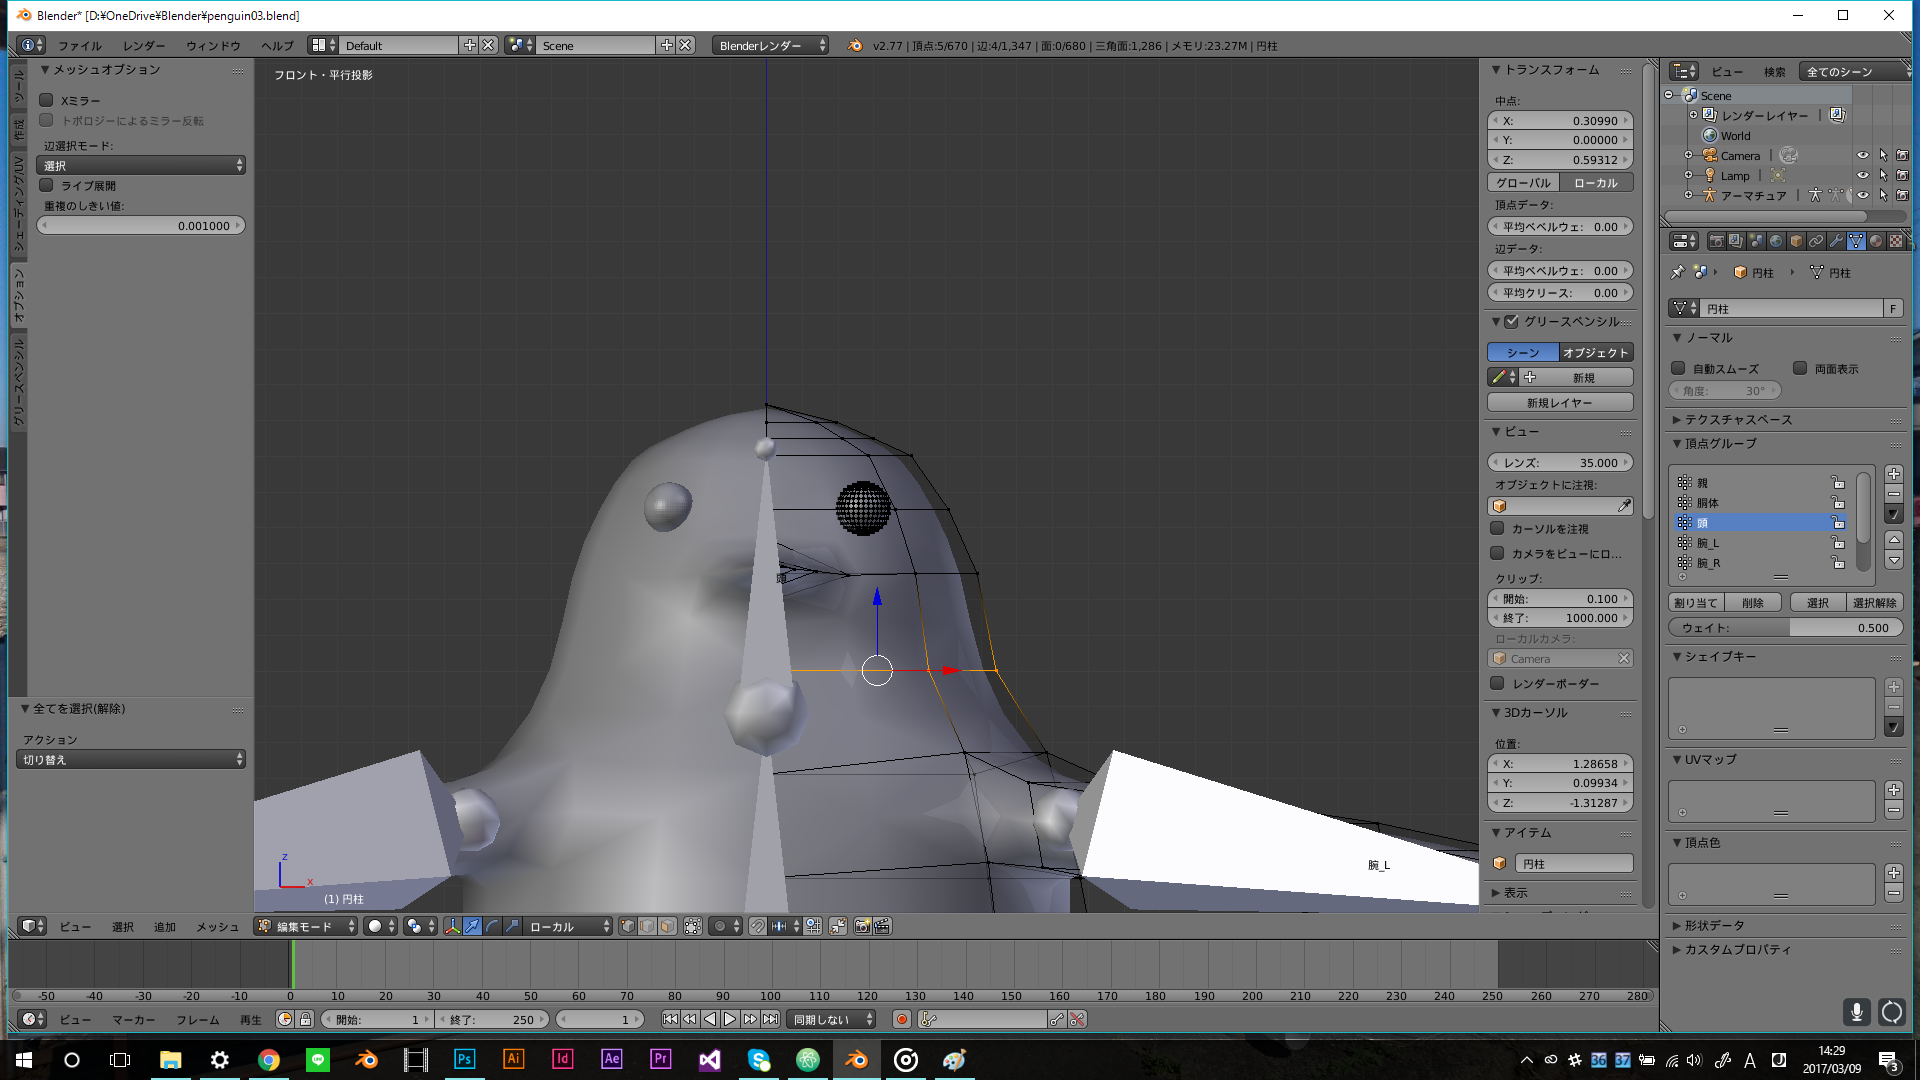 Blender* [D:¥OneDrive¥Blender¥penguin03.blend]
ファイル レンダー ウィンドウ ヘルプ Default Scene Blenderレンダー v2.77 | 頂点:5/670 | 辺:4/1,347 | 面:0/680 | 三角面:1,286 | メモリ:23.27M | 円柱
ツール
作成
シェーディング/UV
オプション
グリースペンシル
メッシュオプション
Xミラー
トポロジーによるミラー反転
辺選択モード:
選択
ライブ展開
重複のしきい値:
0.001000
全てを選択(解除)
アクション
切り替え
フロント・平行投影
頭
腕_L
z
x
(1) 円柱
トランスフォーム
中点:
X: 0.30990
Y: 0.00000
Z: 0.59312
グローバル ローカル
頂点データ:
平均ベベルウェ: 0.00
辺データ:
平均ベベルウェ: 0.00
平均クリース: 0.00
グリースペンシル
シーン オブジェクト
新規
新規レイヤー
ビュー
レンズ: 35.000
オブジェクトに注視:
カーソルを注視
カメラをビューにロ...
クリップ:
開始: 0.100
終了: 1000.000
ローカルカメラ:
Camera
レンダーボーダー
3Dカーソル
位置:
X: 1.28658
Y: 0.09934
Z: -1.31287
アイテム
円柱
表示
ビュー 検索 全てのシーン
Scene
レンダーレイヤー
World
Camera
Lamp
アーマチュア
円柱 円柱
円柱 F
ノーマル
自動スムーズ 両面表示
角度: 30°
テクスチャスペース
頂点グループ
親
胴体
頭
腕_L
腕_R
割り当て 削除 選択 選択解除
ウェイト: 0.500
シェイプキー
UVマップ
頂点色
形状データ
カスタムプロパティ
ビュー 選択 追加 メッシュ 編集モード ローカル
-50 -40 -30 -20 -10 0 10 20 30 40 50 60 70 80 90 100 110 120 130 140 150 160 170 180 190 200 210 220 230 240 250 260 270 280
ビュー マーカー フレーム 再生 開始: 1 終了: 250 1 同期しない
Ps Ai Id Ae Pr 36 37 A 14:29
2017/03/09
3